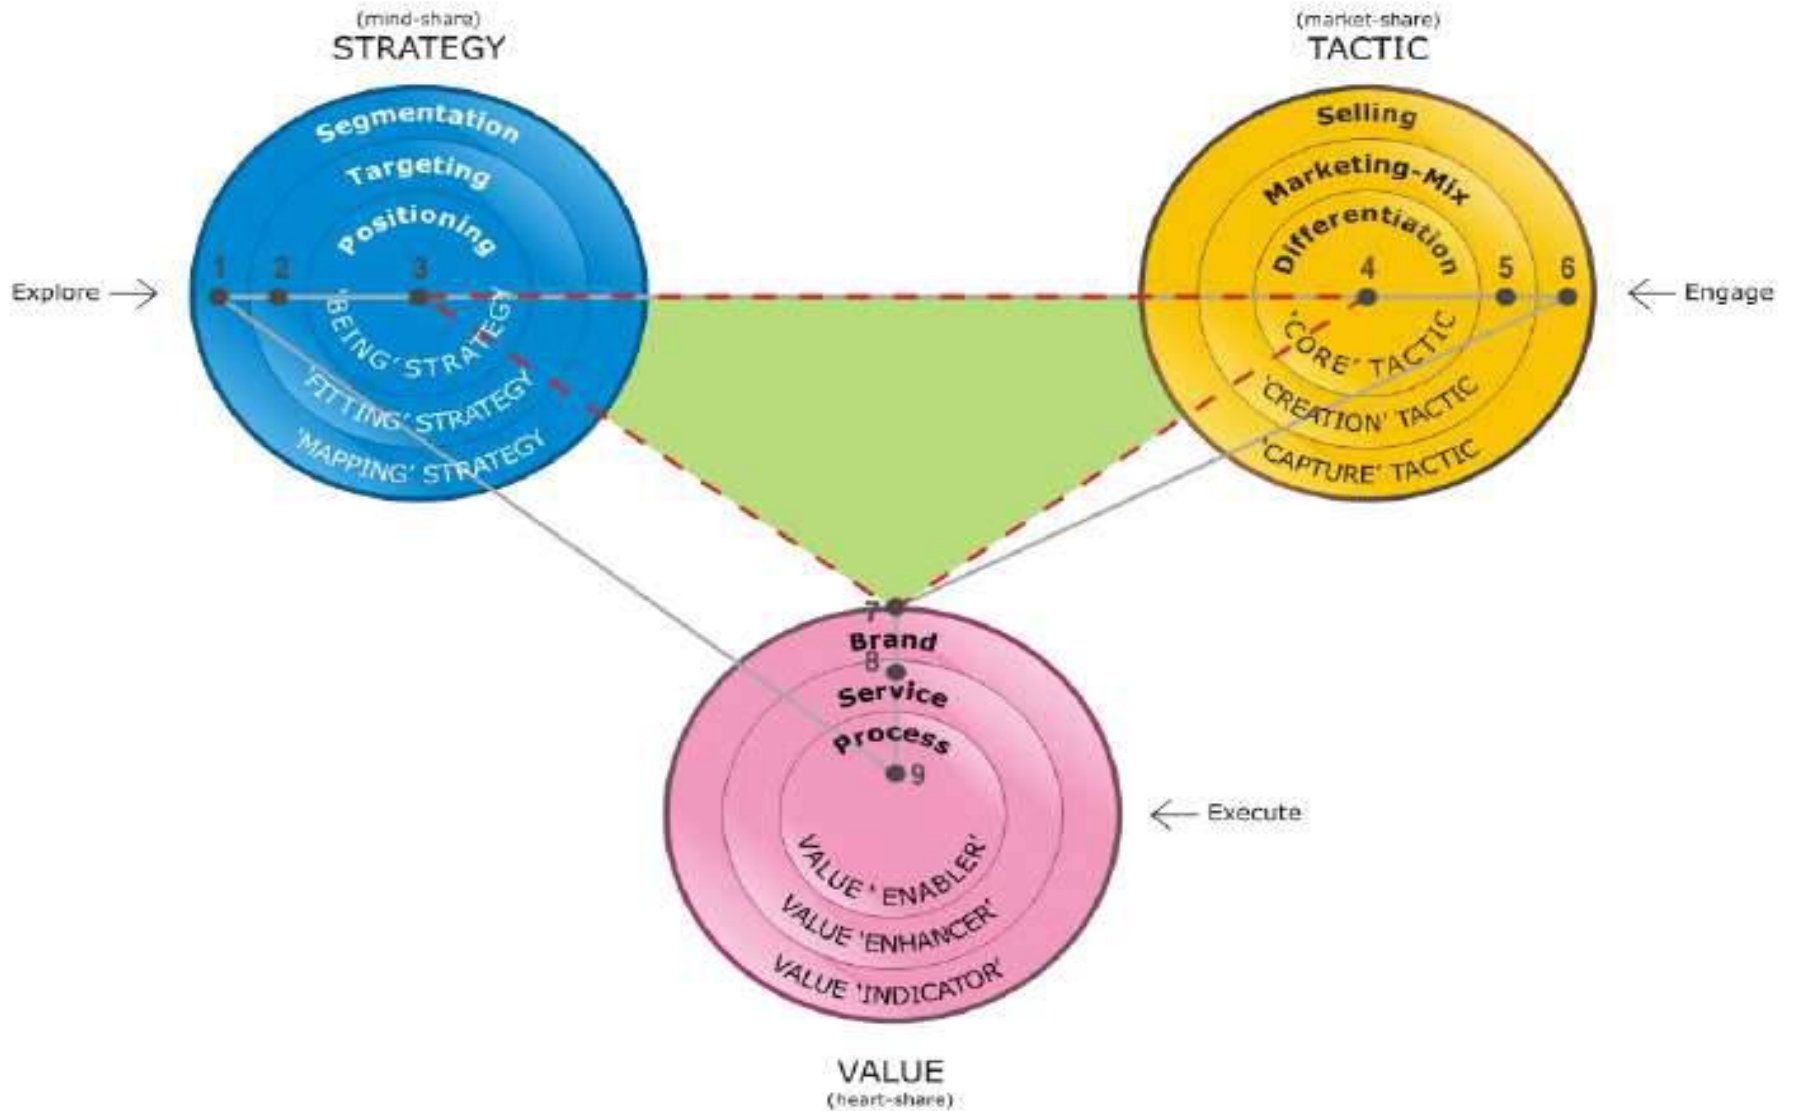 (mind-share)
STRATEGY
Segmentation
Targeting
Positioning
1 2 3
'BEING' STRATEGY
'FITTING' STRATEGY
'MAPPING' STRATEGY
Explore
(market-share)
TACTIC
Selling
Marketing-Mix
Differentiation
4 5 6
'CORE' TACTIC
'CREATION' TACTIC
'CAPTURE' TACTIC
Engage
7
Brand
8
Service
Process
9
VALUE ' ENABLER'
VALUE 'ENHANCER'
VALUE 'INDICATOR'
Execute
VALUE
(heart-share)